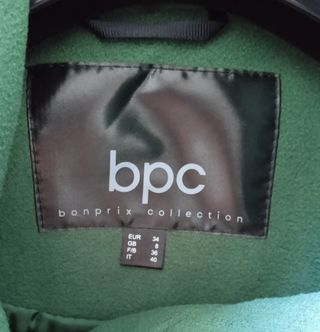 bpc
bonprix collection
EUR 34
GB 8
F/B 36
IT 40